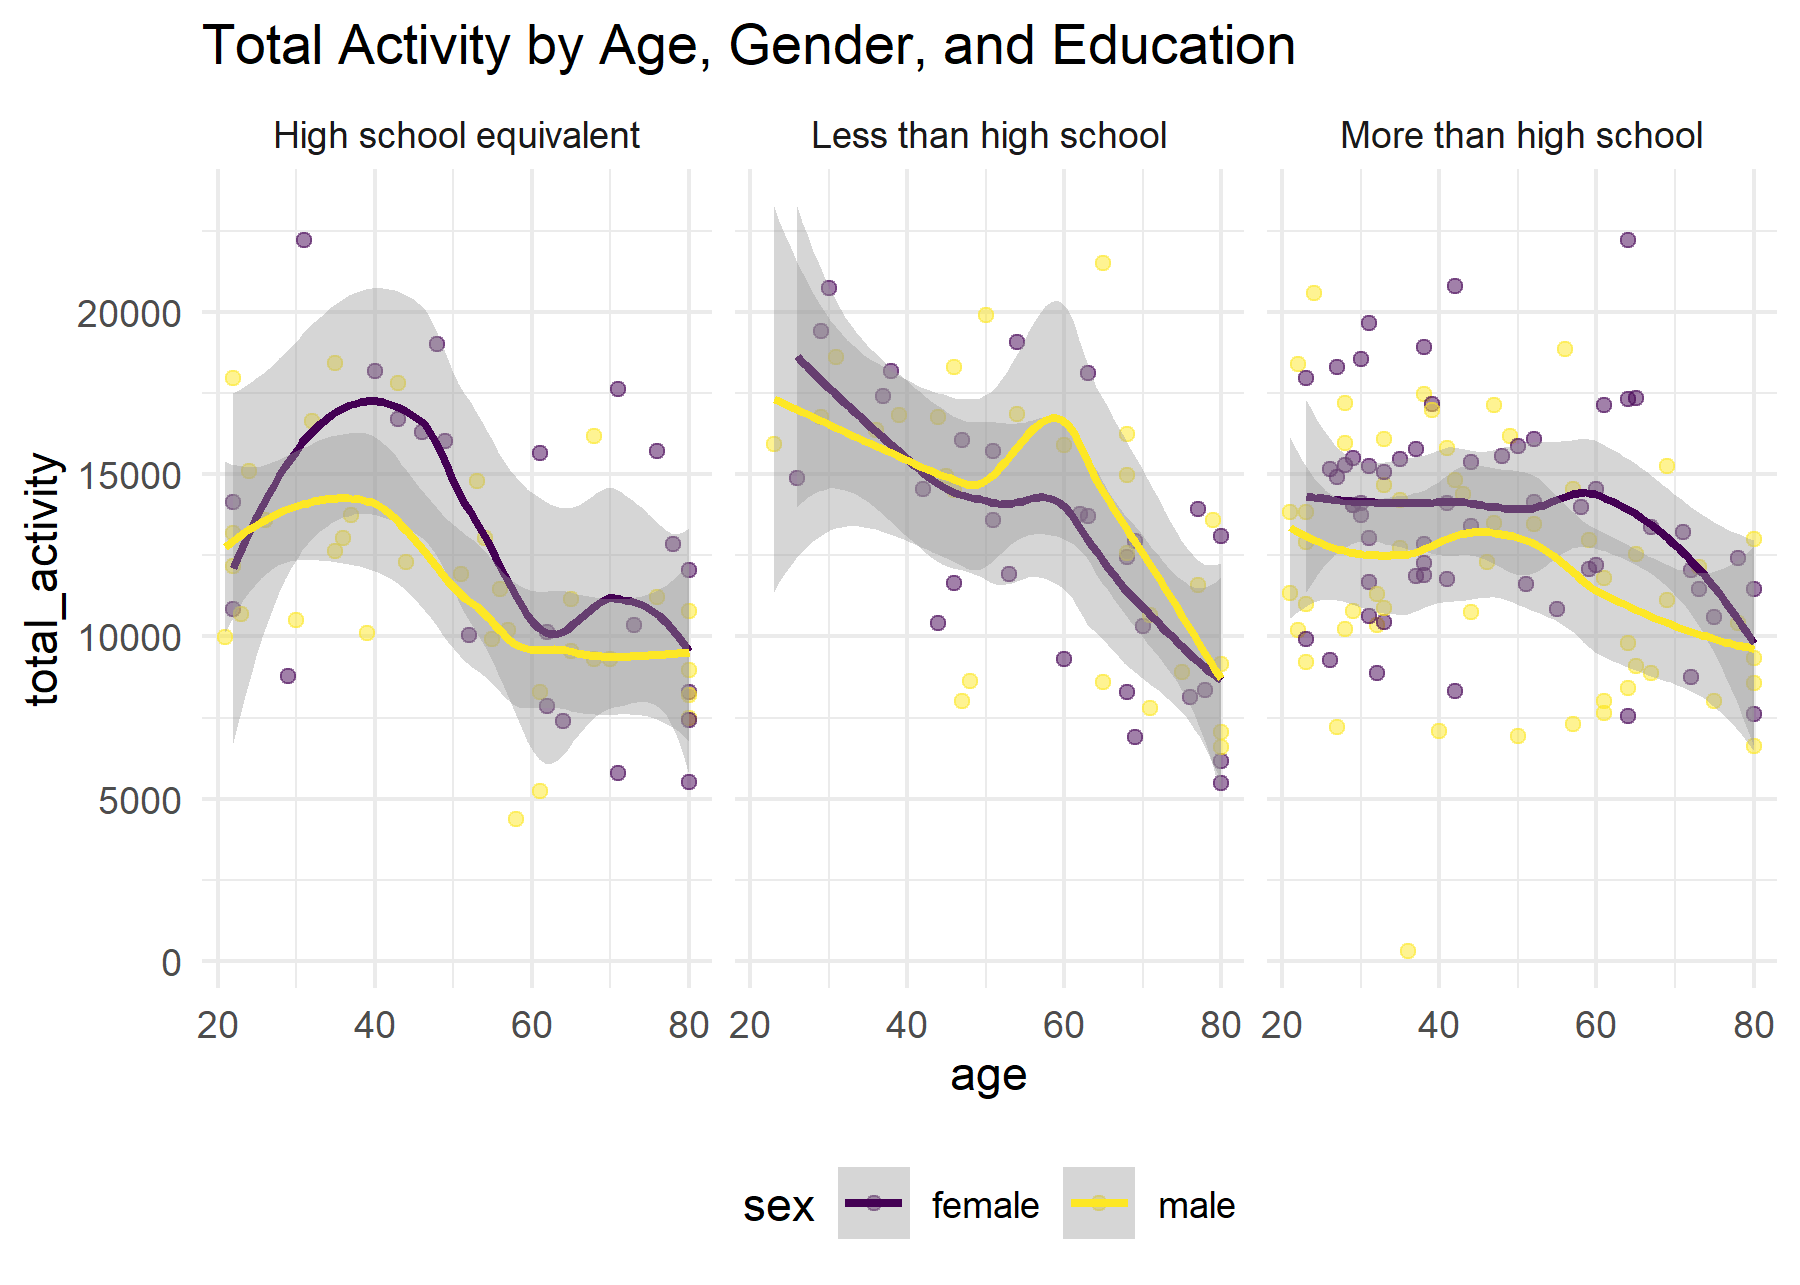 Total Activity by Age, Gender, and Education
High school equivalent
Less than high school
More than high school
total_activity
20000
15000
10000
5000
0
20 40 60 80
20 40 60 80
20 40 60 80
age
sex female male